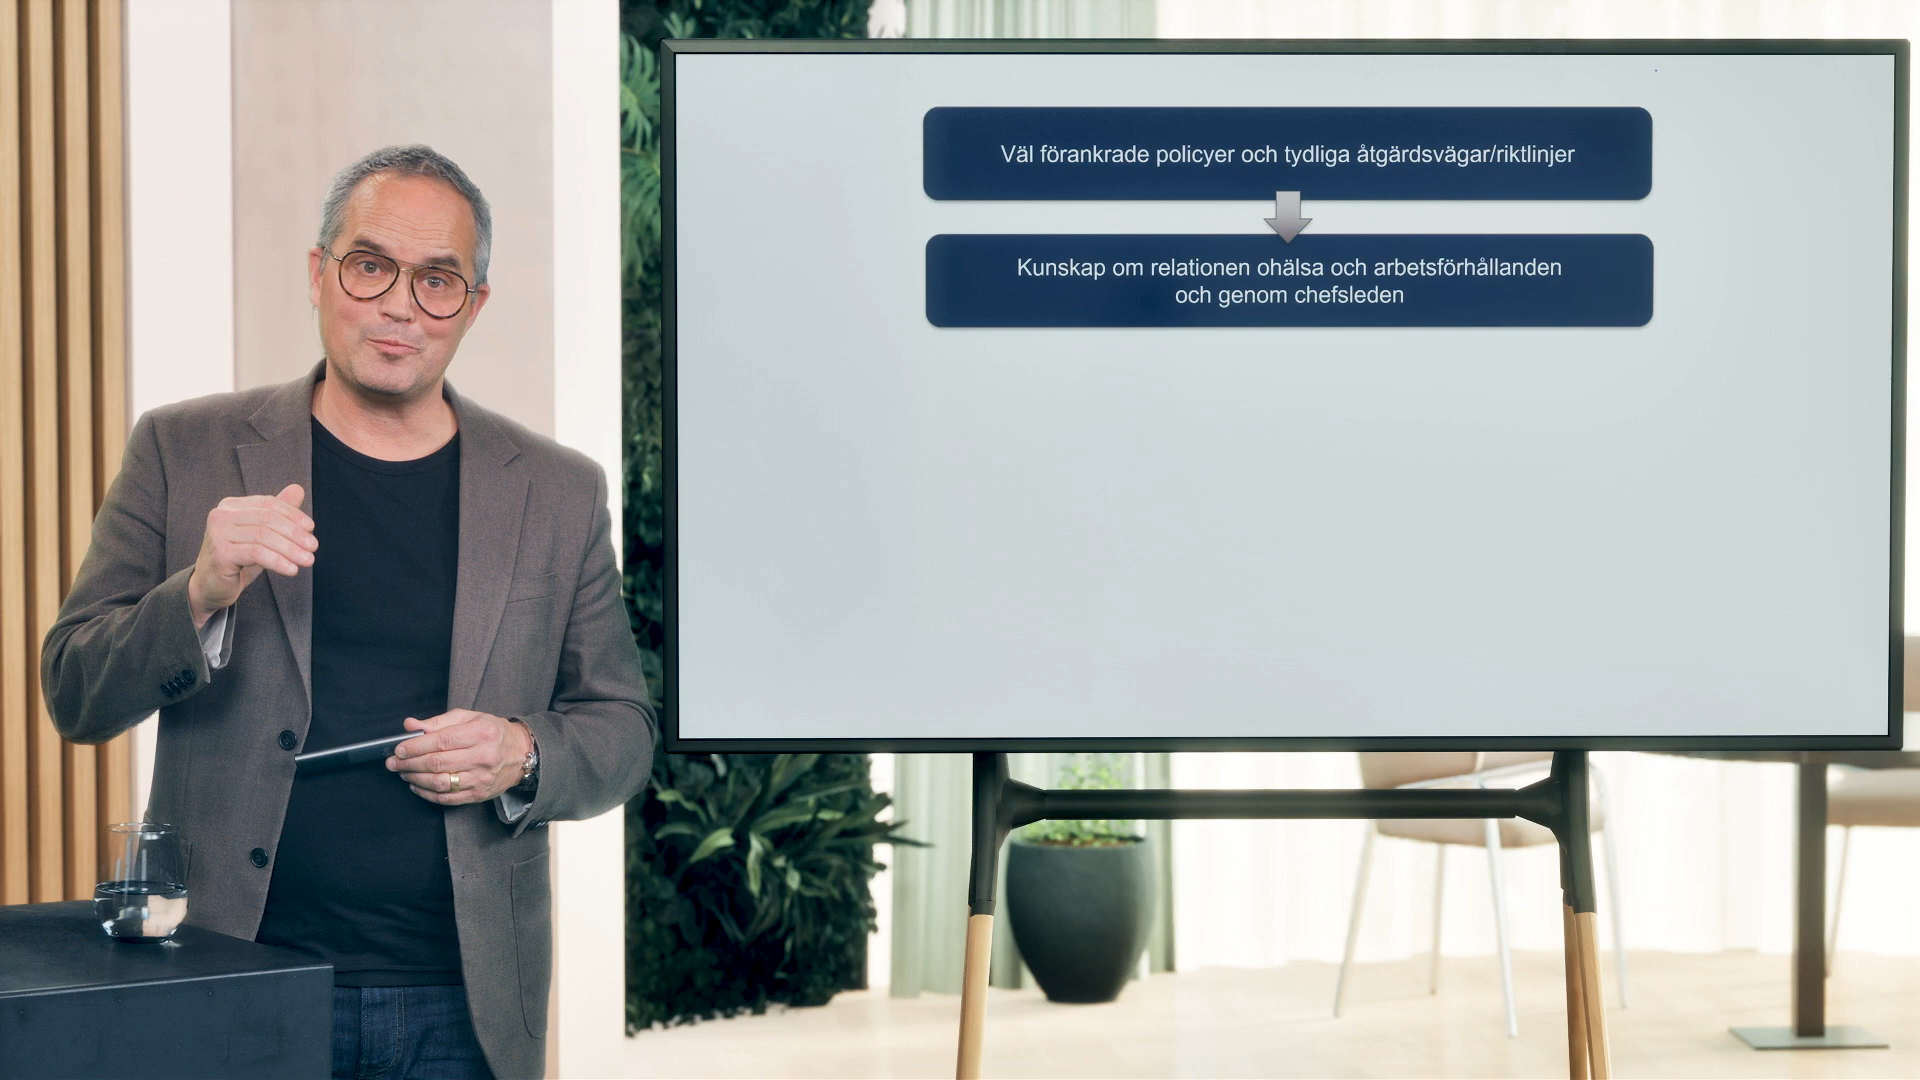 Väl förankrade policyer och tydliga åtgärdsvägar/riktlinjer
Kunskap om relationen ohälsa och arbetsförhållanden
och genom chefsleden